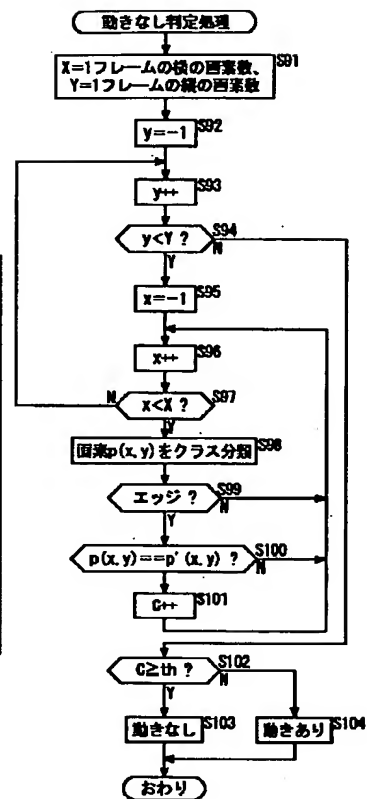 動きなし判定処理
X=1フレームの横の画素数、 S91
Y=1フレームの縦の画素数
y=-1 S92
y++ S93
y<Y ? S94
N
Y
x=-1 S95
x++ S96
N x<X ? S97
Y
画素p(x,y)をクラス分類 S98
エッジ ? S99
N
Y
p(x,y)==p'(x,y) ? S100
N
Y
C++ S101
C≥th ? S102
N
Y
動きなし S103 動きあり S104
おわり